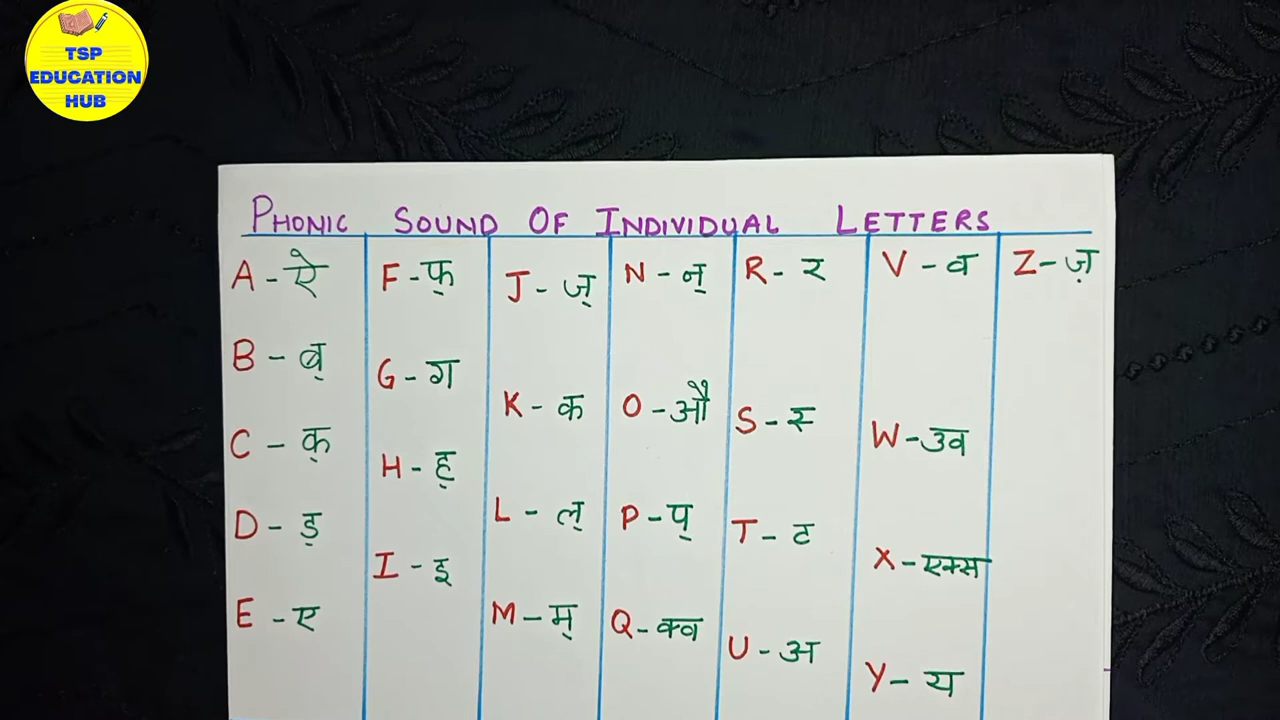 TSP
EDUCATION
HUB
PHONIC SOUND OF INDIVIDUAL LETTERS
A - ऐ
B - ब्
C - क्
D - ड़
E - ए
F - फ़्
G - ग
H - ह्
I - इ
J - ज्
K - क
L - ल्
M - म्
N - न्
O - औ
P - प्
Q - क्व
R - र
S - स्
T - ट
U - अ
V - व
W - उव
X - एक्स
Y - य
Z - ज़